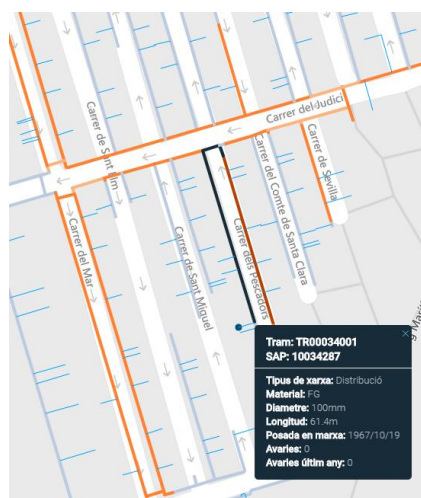 Carrer del Judici
Carrer de Sant Elm
Carrer del Comte de Santa Clara
Carrer de Sevilla
Carrer dels Pescadors
Carrer de Sant Miquel
Carrer del Mar
Tram: TR00034001
SAP: 10034287
Tipus de xarxa: Distribució
Material: FG
Diametre: 100mm
Longitud: 61.4m
Posada en marxa: 1967/10/19
Avaries: 0
Avaries últim any: 0